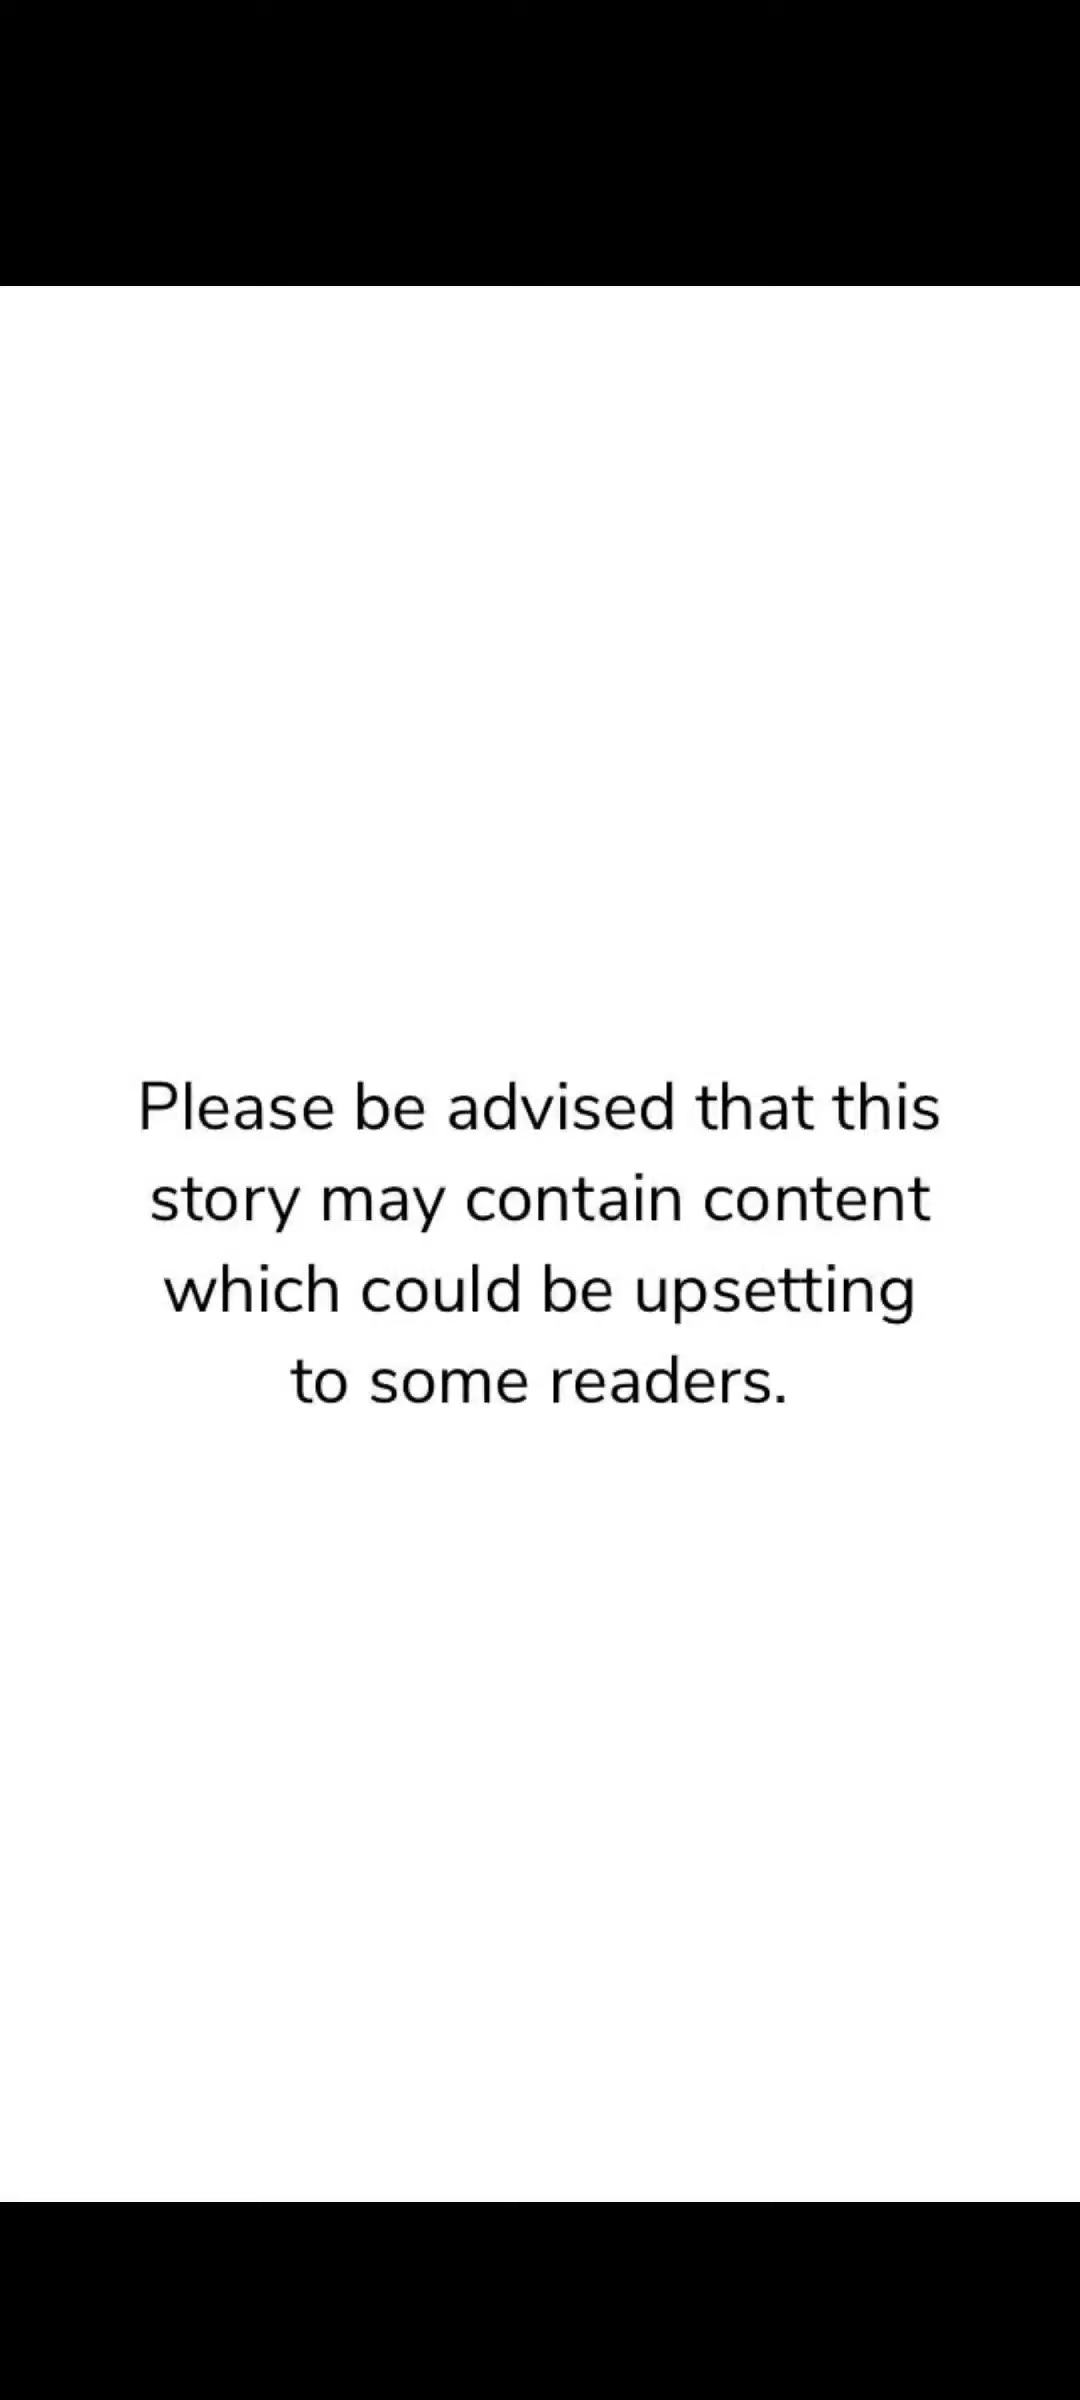 Please be advised that this
story may contain content
which could be upsetting
to some readers.